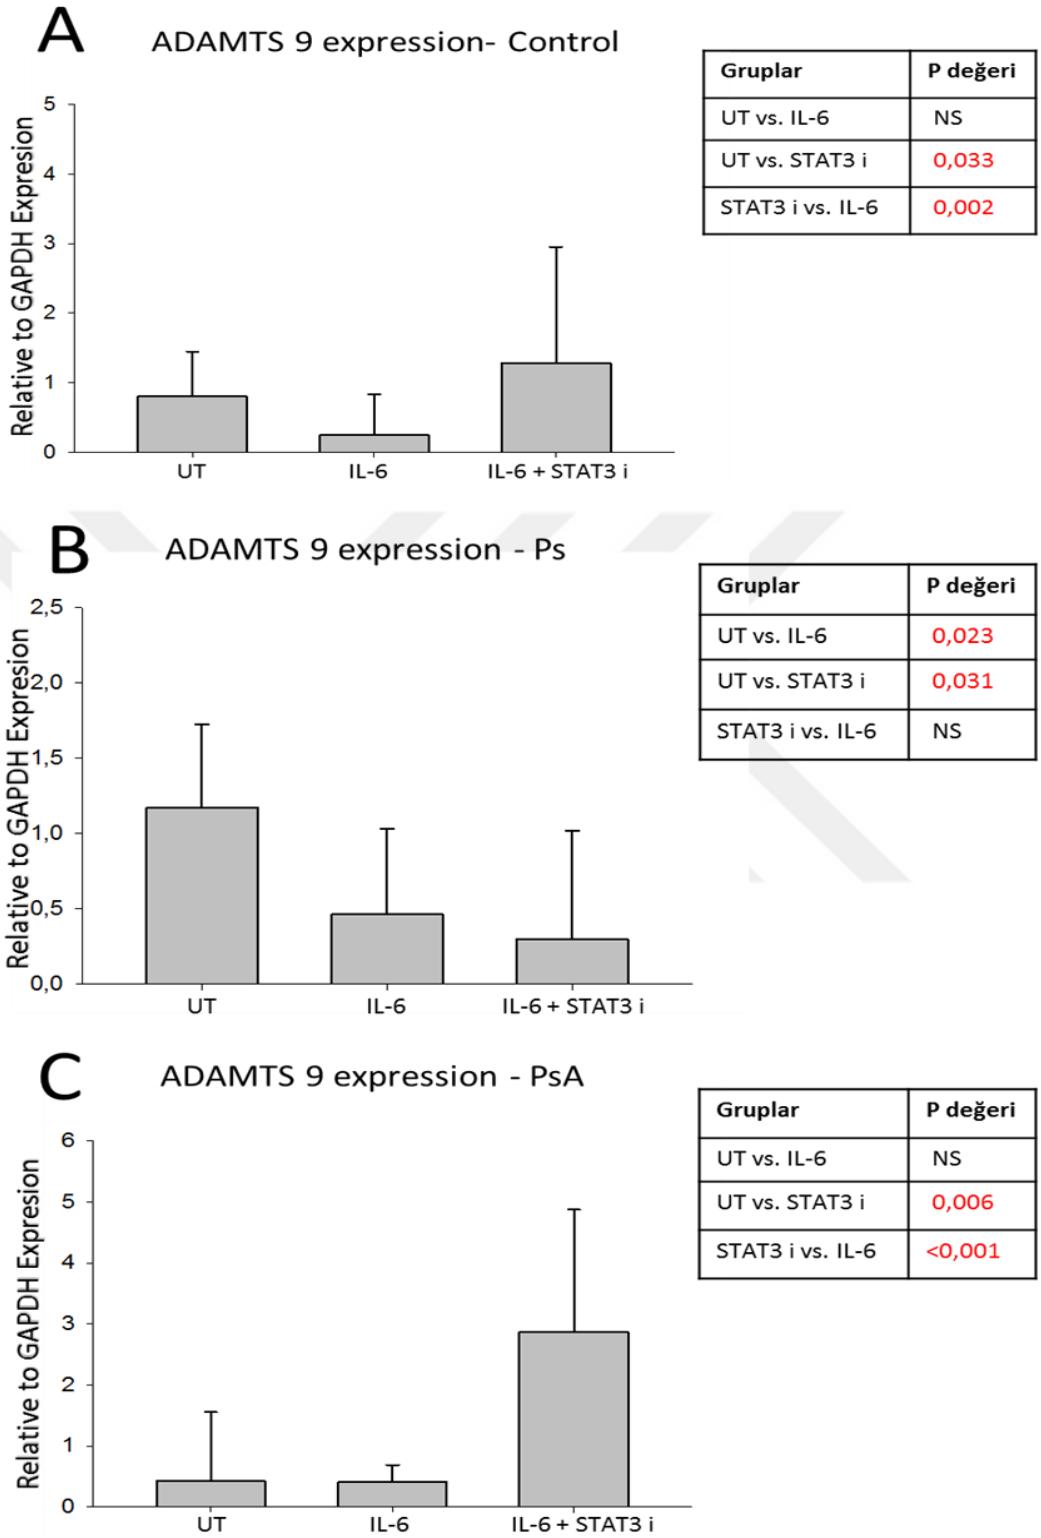 A
ADAMTS 9 expression- Control
Relative to GAPDH Expresion
5
4
3
2
1
0
UT
IL-6
IL-6 + STAT3 i
Gruplar P değeri
UT vs. IL-6 NS
UT vs. STAT3 i 0,033
STAT3 i vs. IL-6 0,002
B
ADAMTS 9 expression - Ps
Relative to GAPDH Expresion
2,5
2,0
1,5
1,0
0,5
0,0
UT
IL-6
IL-6 + STAT3 i
Gruplar P değeri
UT vs. IL-6 0,023
UT vs. STAT3 i 0,031
STAT3 i vs. IL-6 NS
C
ADAMTS 9 expression - PsA
Relative to GAPDH Expresion
6
5
4
3
2
1
0
UT
IL-6
IL-6 + STAT3 i
Gruplar P değeri
UT vs. IL-6 NS
UT vs. STAT3 i 0,006
STAT3 i vs. IL-6 <0,001